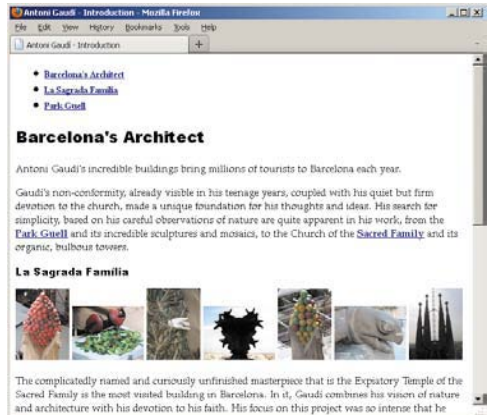 Antoni Gaudí - Introduction - Mozilla Firefox
File Edit View History Bookmarks Tools Help
Antoni Gaudí - Introduction
+
Barcelona's Architect
La Sagrada Família
Park Guell
Barcelona's Architect
Antoni Gaudí's incredible buildings bring millions of tourists to Barcelona each year.
Gaudí's non-conformity, already visible in his teenage years, coupled with his quiet but firm
devotion to the church, made a unique foundation for his thoughts and ideas. His search for
simplicity, based on his careful observations of nature are quite apparent in his work, from the
Park Guell and its incredible sculptures and mosaics, to the Church of the Sacred Family and its
organic, bulbous towers.
La Sagrada Família
The complicatedly named and curiously unfinished masterpiece that is the Expiatory Temple of the
Sacred Family is the most visited building in Barcelona. In it, Gaudí combines his vision of nature
and architecture with his devotion to his faith. His focus on this project was so intense that he